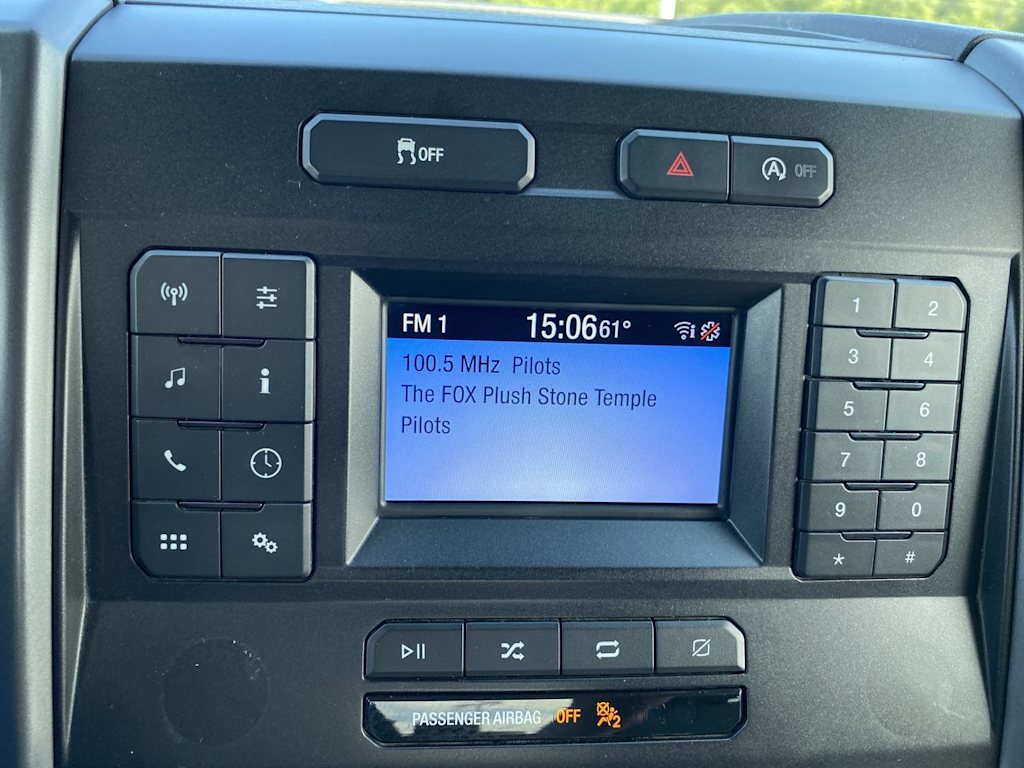 OFF
A OFF
FM 1 15:06 61° i
100.5 MHz Pilots
The FOX Plush Stone Temple
Pilots
i
1 2
3 4
5 6
7 8
9 0
* #
PASSENGER AIRBAG OFF 2